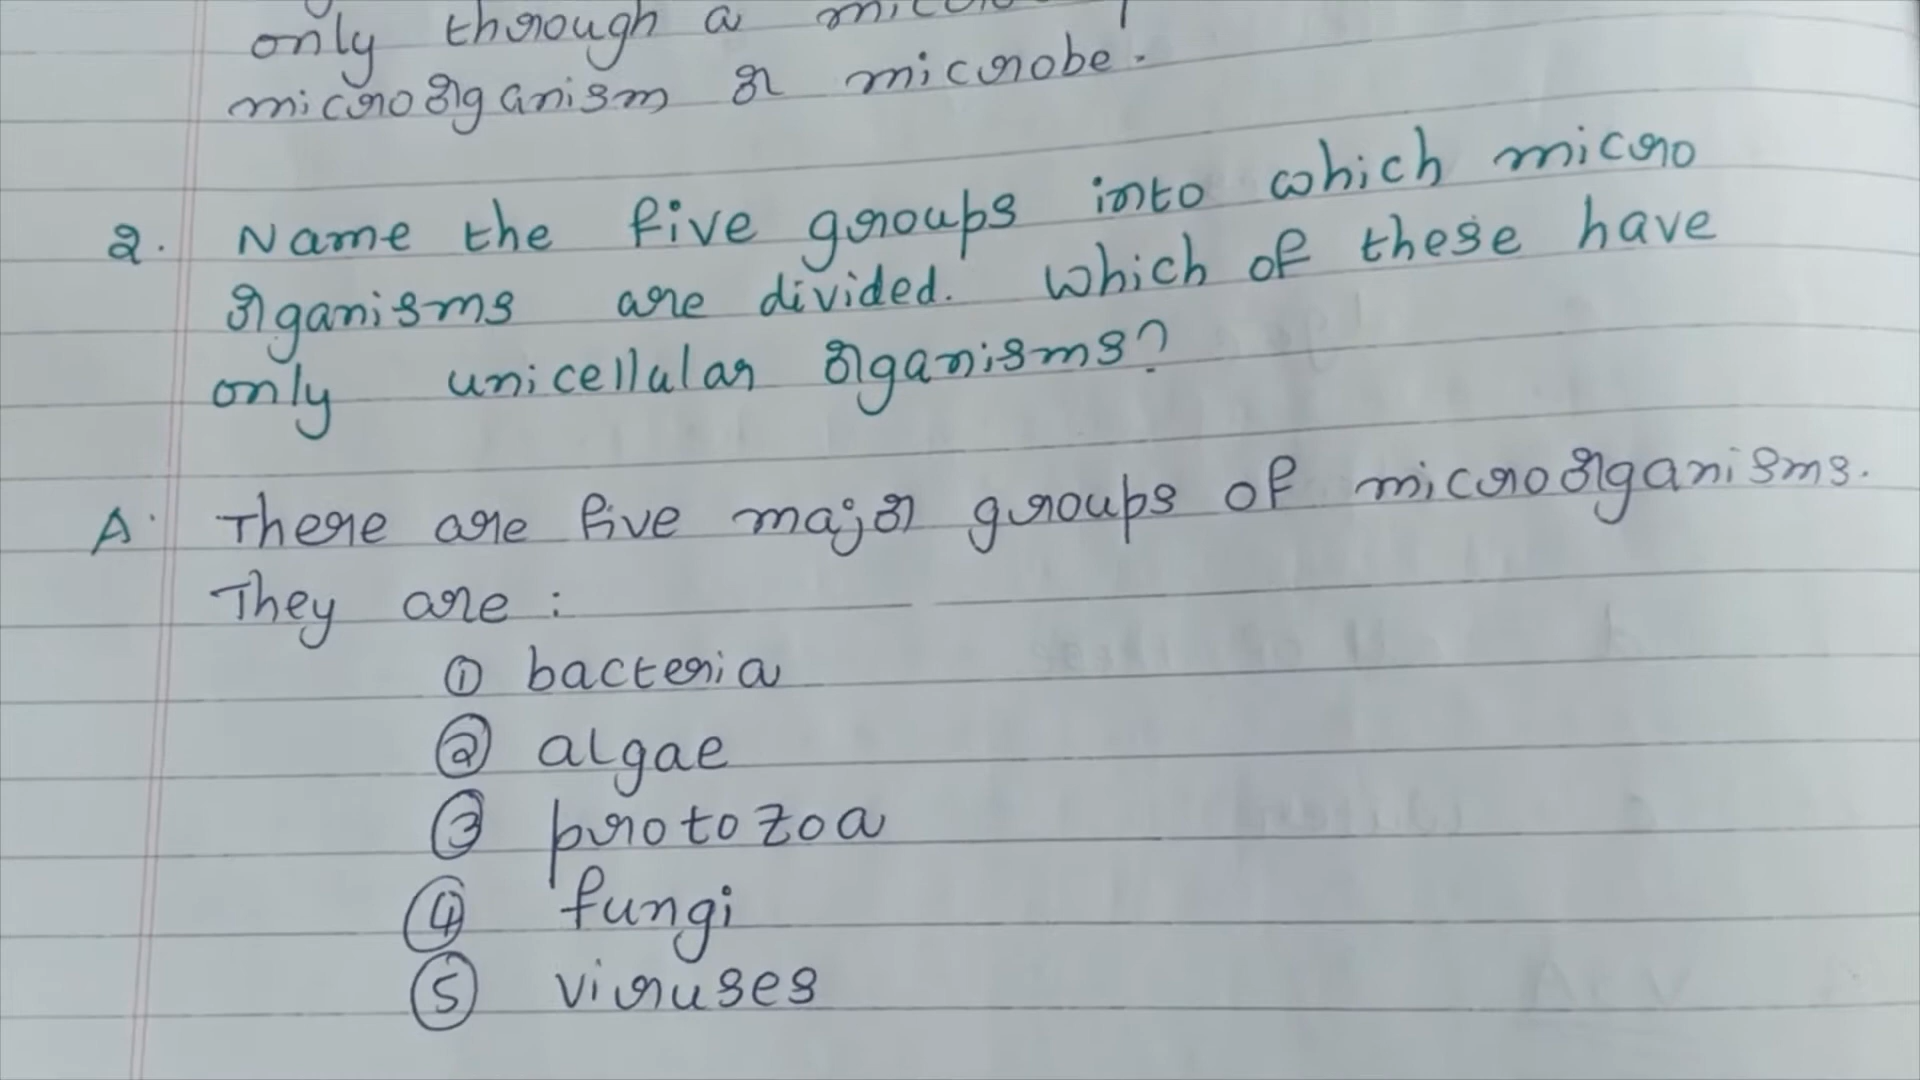 only through a
microorganism or microbe.
2. Name the five groups into which micro
organisms are divided. Which of these have
only unicellular organisms?
A. There are five major groups of microorganisms.
They are :
① bacteria
② algae
③ protozoa
④ fungi
⑤ viruses